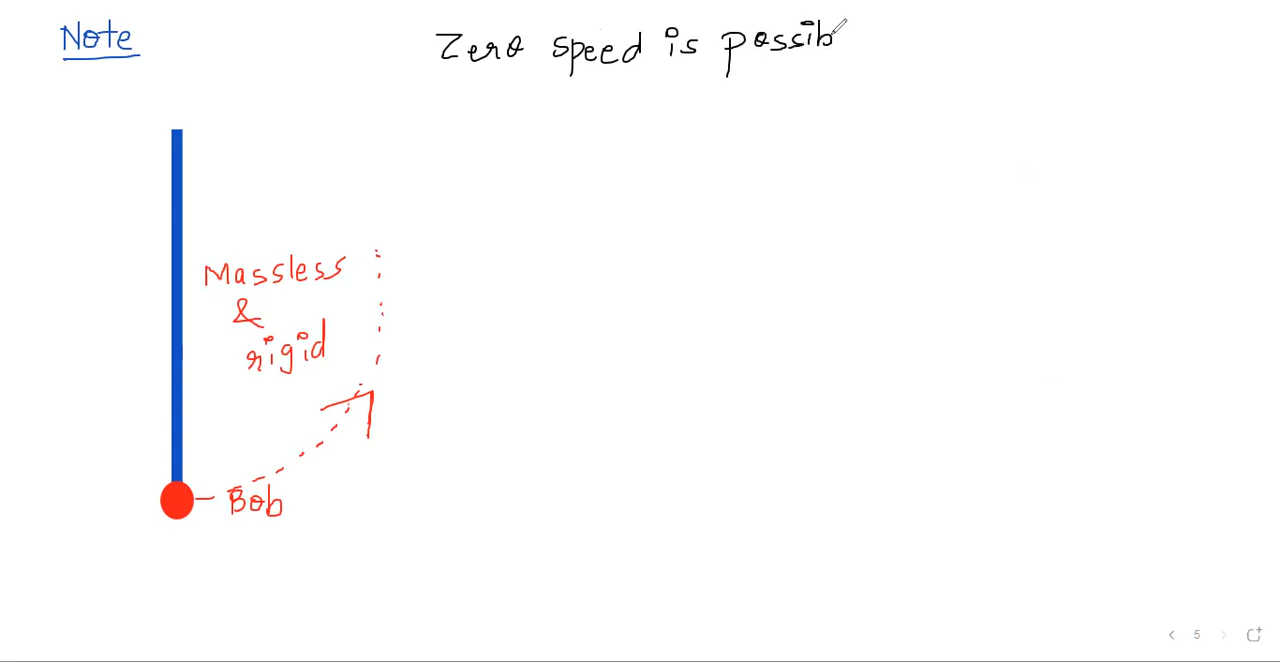 Note
Zero speed is possib
Massless
&
rigid
Bob
5